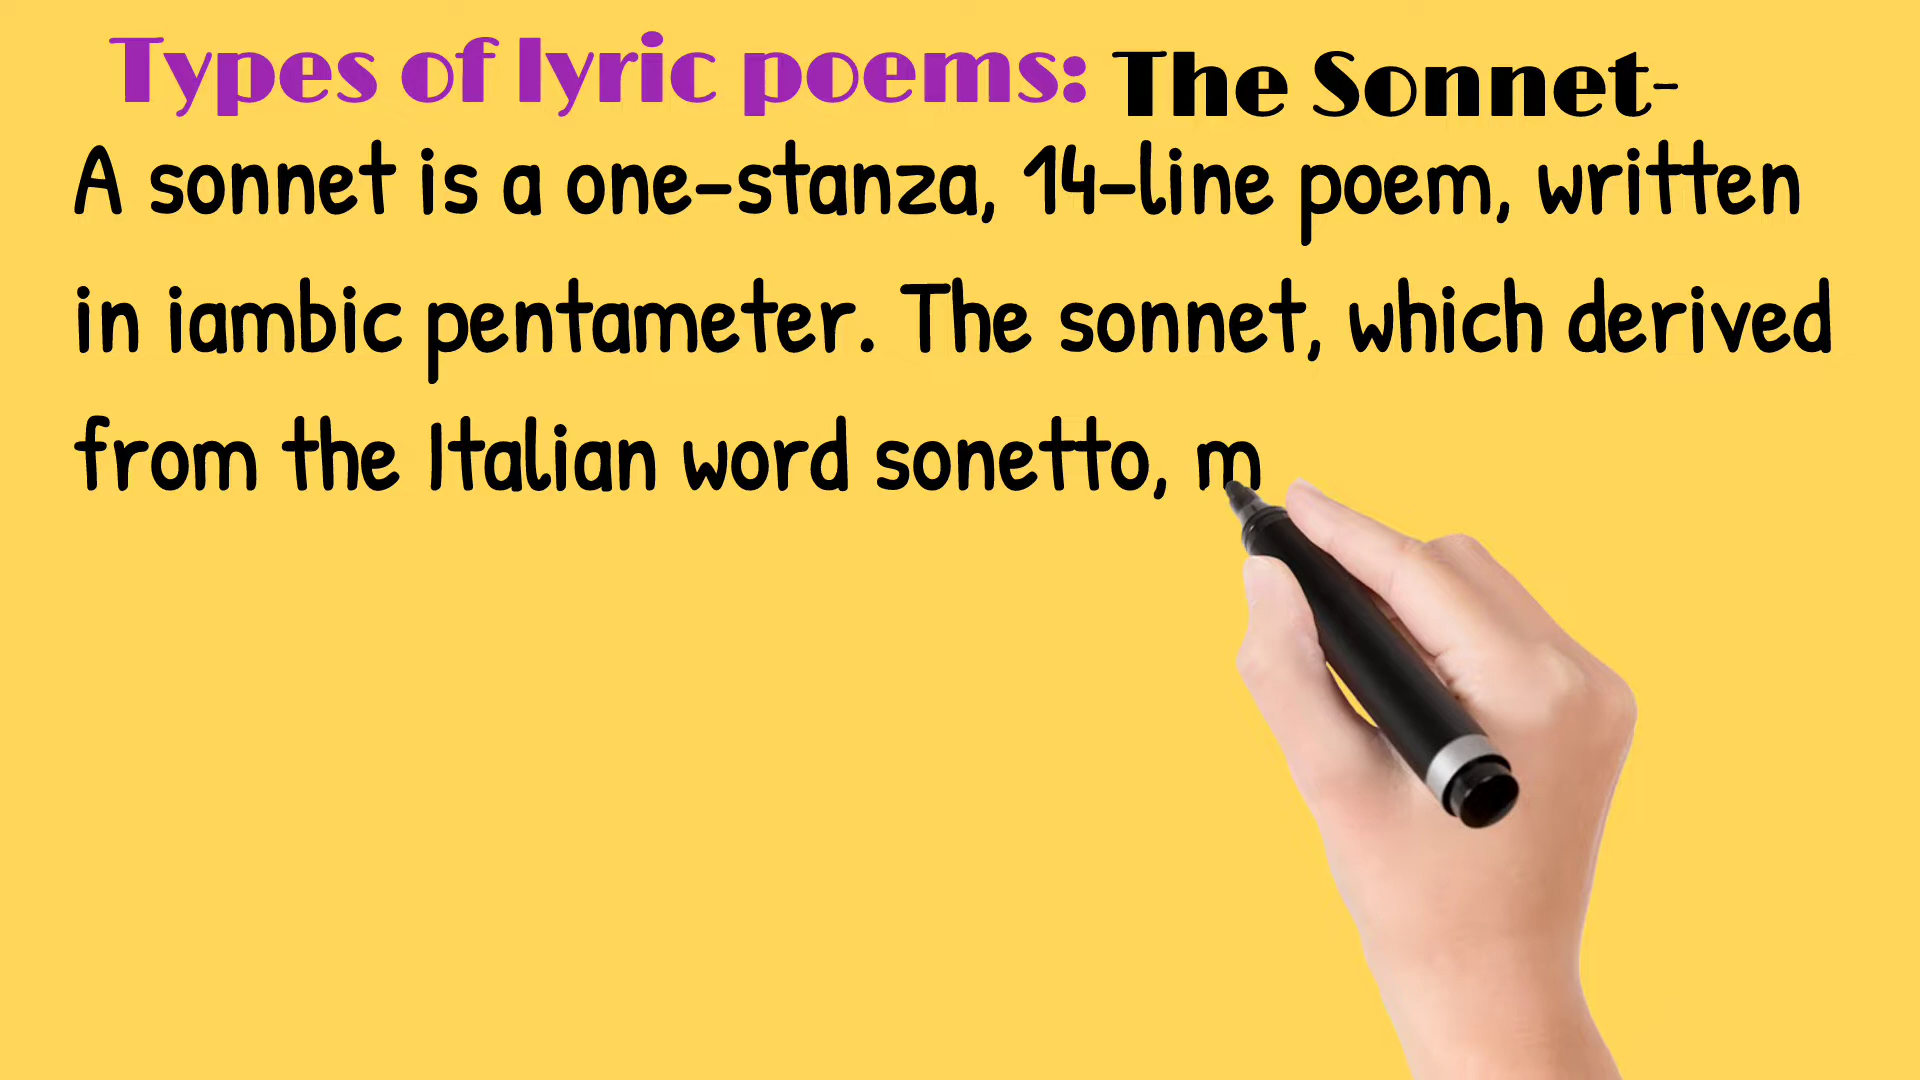 Types of lyric poems: The Sonnet-
A sonnet is a one-stanza, 14-line poem, written
in iambic pentameter. The sonnet, which derived
from the Italian word sonetto, m